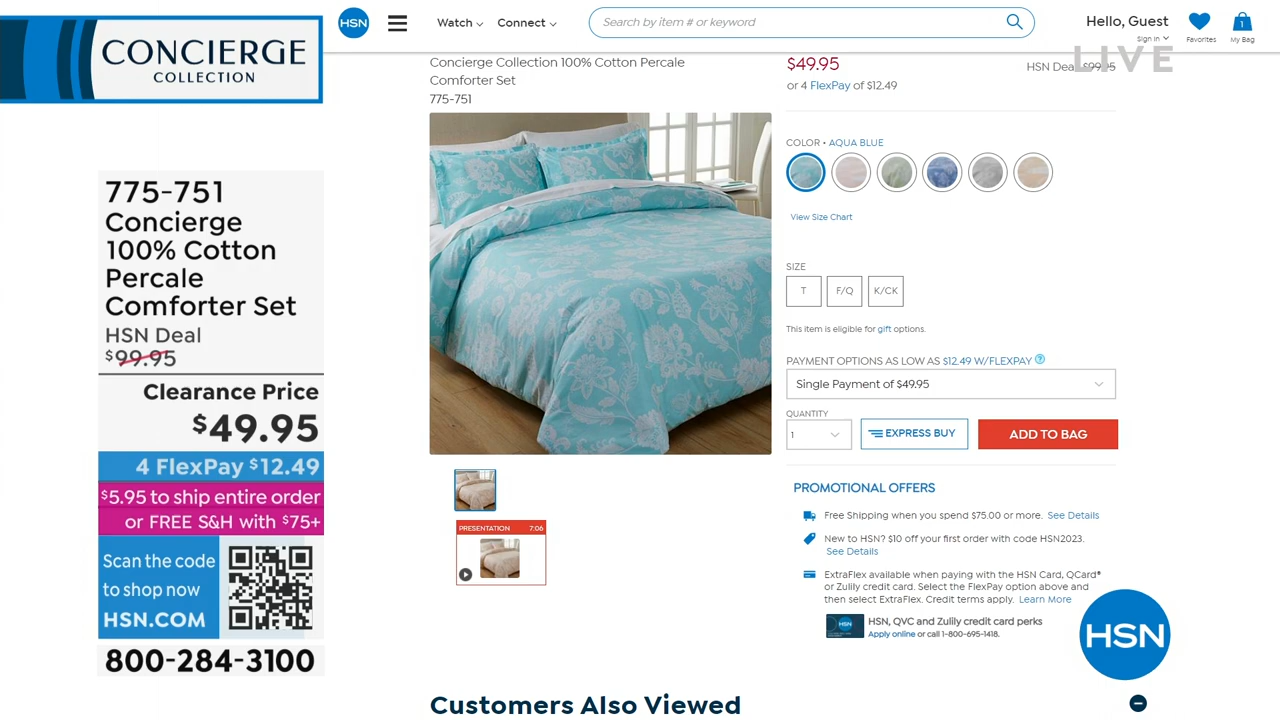 CONCIERGE
COLLECTION
775-751
Concierge
100% Cotton
Percale
Comforter Set
HSN Deal
$99.95
Clearance Price
$49.95
4 FlexPay $12.49
$5.95 to ship entire order
or FREE S&H with $75+
Scan the code
to shop now
HSN.COM
800-284-3100
HSN
Watch
Connect
Search by item # or keyword
Hello, Guest
Sign In
Favorites
1
My Bag
LIVE
Concierge Collection 100% Cotton Percale
Comforter Set
775-751
$49.95
HSN Deal $99.95
or 4 FlexPay of $12.49
COLOR • AQUA BLUE
View Size Chart
SIZE
T
F/Q
K/CK
This item is eligible for gift options.
PAYMENT OPTIONS AS LOW AS $12.49 W/FLEXPAY ?
Single Payment of $49.95
QUANTITY
1
EXPRESS BUY
ADD TO BAG
PRESENTATION 7:06
PROMOTIONAL OFFERS
Free Shipping when you spend $75.00 or more. See Details
New to HSN? $10 off your first order with code HSN2023.
See Details
ExtraFlex available when paying with the HSN Card, QCard®
or Zulily credit card. Select the FlexPay option above and
then select ExtraFlex. Credit terms apply. Learn More
HSN
HSN, QVC and Zulily credit card perks
Apply online or call 1-800-695-1418.
HSN
Customers Also Viewed